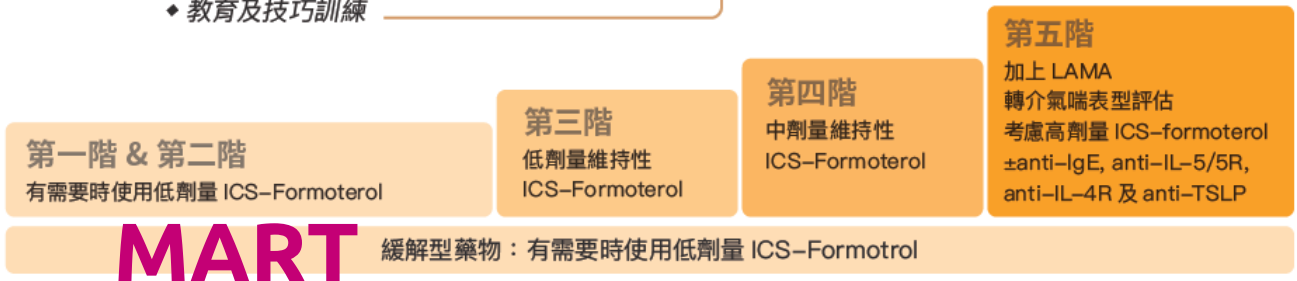 ◆ 教育及技巧訓練
第一階 & 第二階
有需要時使用低劑量 ICS–Formoterol
第三階
低劑量維持性
ICS–Formoterol
第四階
中劑量維持性
ICS–Formoterol
第五階
加上 LAMA
轉介氣喘表型評估
考慮高劑量 ICS–formoterol
±anti–IgE, anti–IL–5/5R,
anti–IL–4R 及 anti–TSLP
MART
緩解型藥物：有需要時使用低劑量 ICS–Formotrol